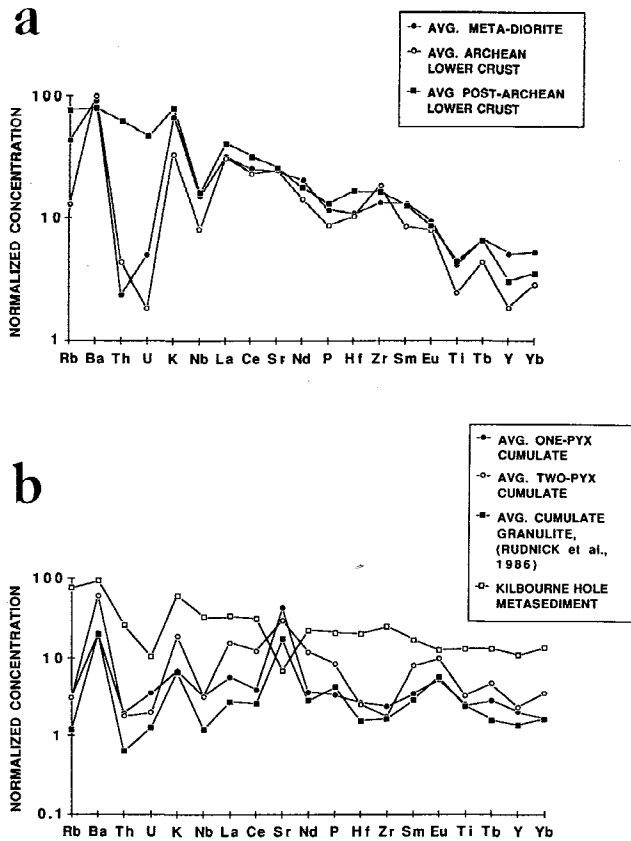 a
AVG. META-DIORITE
AVG. ARCHEAN
LOWER CRUST
AVG POST-ARCHEAN
LOWER CRUST
NORMALIZED CONCENTRATION
100
10
1
Rb Ba Th U K Nb La Ce Sr Nd P Hf Zr Sm Eu Ti Tb Y Yb
b
AVG. ONE-PYX
CUMULATE
AVG. TWO-PYX
CUMULATE
AVG. CUMULATE
GRANULITE,
(RUDNICK et al.,
1986)
KILBOURNE HOLE
METASEDIMENT
NORMALIZED CONCENTRATION
100
10
1
0.1
Rb Ba Th U K Nb La Ce Sr Nd P Hf Zr Sm Eu Ti Tb Y Yb